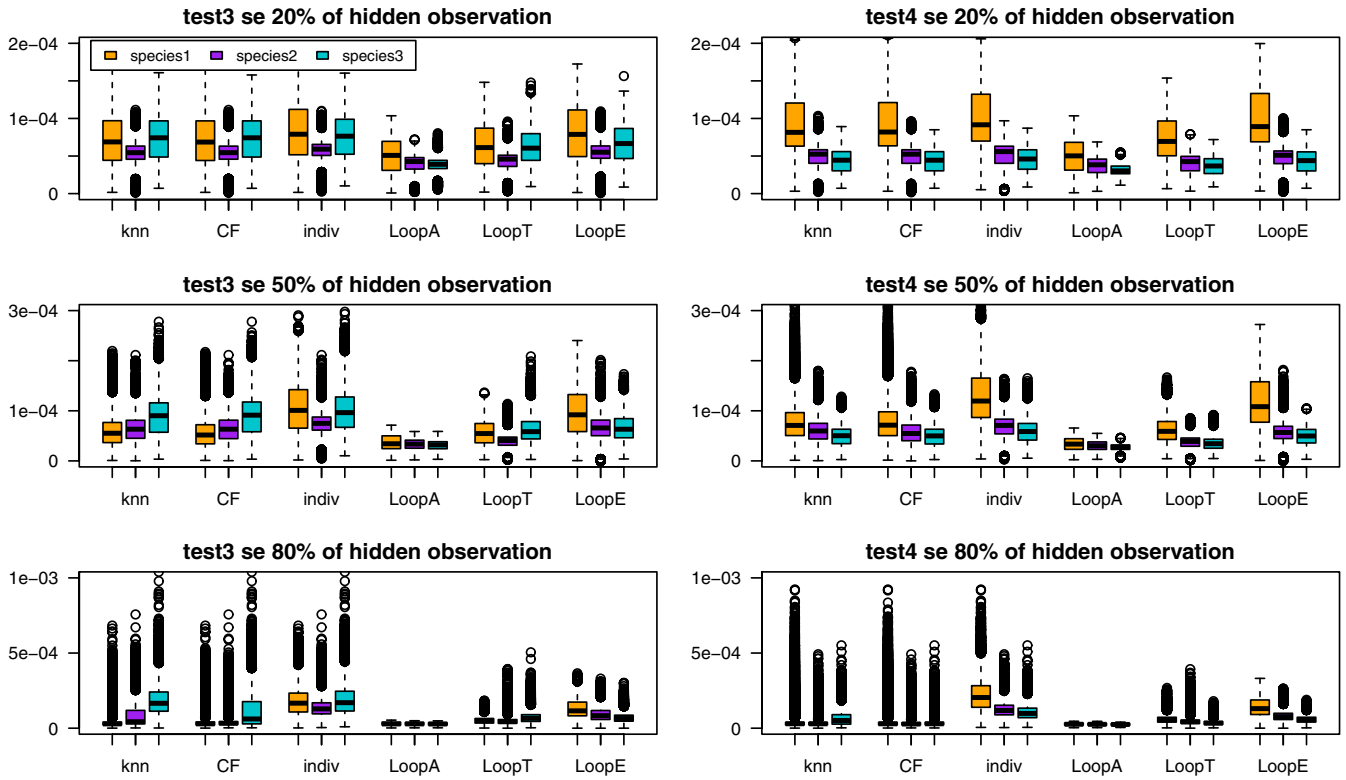 test3 se 20% of hidden observation
2e−04
1e−04
0
species1 species2 species3
knn CF indiv LoopA LoopT LoopE
test4 se 20% of hidden observation
2e−04
1e−04
0
knn CF indiv LoopA LoopT LoopE
test3 se 50% of hidden observation
3e−04
1e−04
0
knn CF indiv LoopA LoopT LoopE
test4 se 50% of hidden observation
3e−04
1e−04
0
knn CF indiv LoopA LoopT LoopE
test3 se 80% of hidden observation
1e−03
5e−04
0
knn CF indiv LoopA LoopT LoopE
test4 se 80% of hidden observation
1e−03
5e−04
0
knn CF indiv LoopA LoopT LoopE